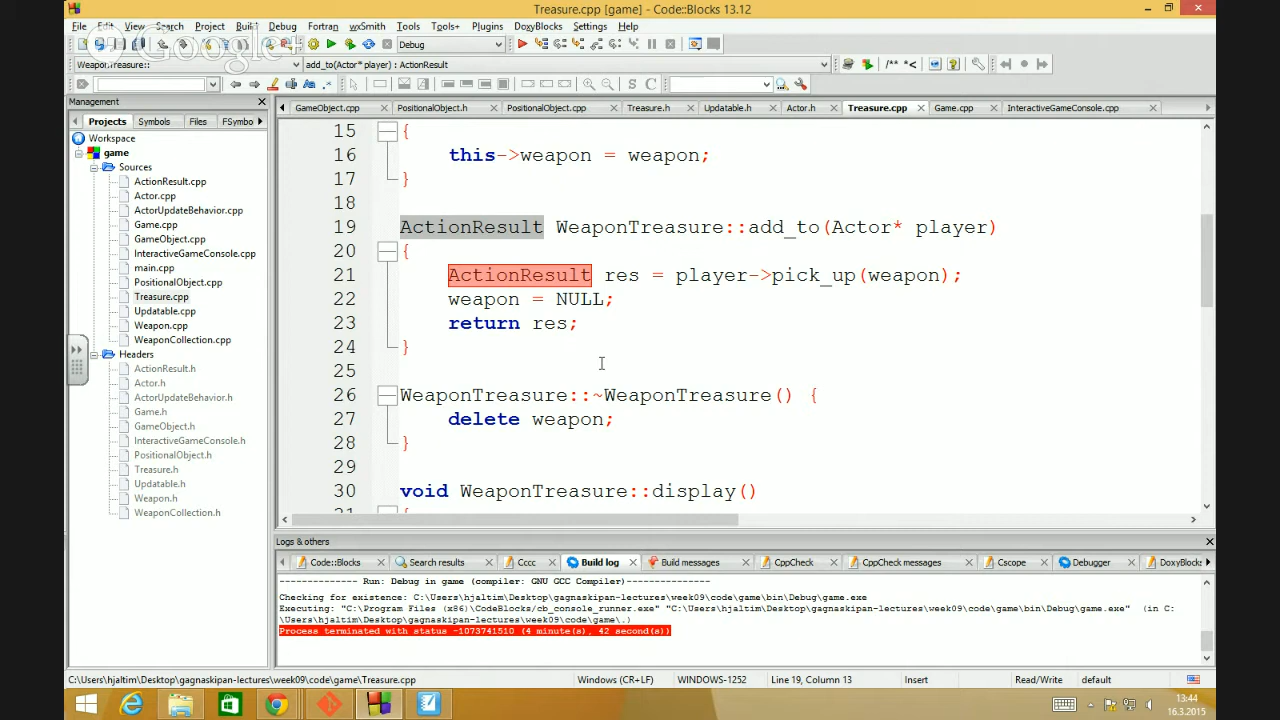 Treasure.cpp [game] - Code::Blocks 13.12
File Edit View Search Project Build Debug Fortran wxSmith Tools Tools+ Plugins DoxyBlocks Settings Help
Google+
Debug
WeaponTreasure:: add_to(Actor* player) : ActionResult
/** *<
S C
Management
GameObject.cpp PositionalObject.h PositionalObject.cpp Treasure.h Updatable.h Actor.h Treasure.cpp Game.cpp InteractiveGameConsole.cpp
Projects Symbols Files FSymbo
Workspace
game
Sources
ActionResult.cpp
Actor.cpp
ActorUpdateBehavior.cpp
Game.cpp
GameObject.cpp
InteractiveGameConsole.cpp
main.cpp
PositionalObject.cpp
Treasure.cpp
Updatable.cpp
Weapon.cpp
WeaponCollection.cpp
Headers
ActionResult.h
Actor.h
ActorUpdateBehavior.h
Game.h
GameObject.h
InteractiveGameConsole.h
PositionalObject.h
Treasure.h
Updatable.h
Weapon.h
WeaponCollection.h
15 {
16 this->weapon = weapon;
17 }
18
19 ActionResult WeaponTreasure::add_to(Actor* player)
20 {
21 ActionResult res = player->pick_up(weapon);
22 weapon = NULL;
23 return res;
24 }
25
26 WeaponTreasure::~WeaponTreasure() {
27 delete weapon;
28 }
29
30 void WeaponTreasure::display()
31 {
Logs & others
Code::Blocks Search results Cccc Build log Build messages CppCheck CppCheck messages Cscope Debugger DoxyBlocks
-------------- Run: Debug in game (compiler: GNU GCC Compiler)---------------
Checking for existence: C:\Users\hjaltim\Desktop\gagnaskipan-lectures\week09\code\game\bin\Debug\game.exe
Executing: "C:\Program Files (x86)\CodeBlocks/cb_console_runner.exe" "C:\Users\hjaltim\Desktop\gagnaskipan-lectures\week09\code\game\bin\Debug\game.exe" (in C:
\Users\hjaltim\Desktop\gagnaskipan-lectures\week09\code\game\.)
Process terminated with status -1073741510 (4 minute(s), 42 second(s))
C:\Users\hjaltim\Desktop\gagnaskipan-lectures\week09\code\game\Treasure.cpp Windows (CR+LF) WINDOWS-1252 Line 19, Column 13 Insert Read/Write default
13:44
16.3.2015